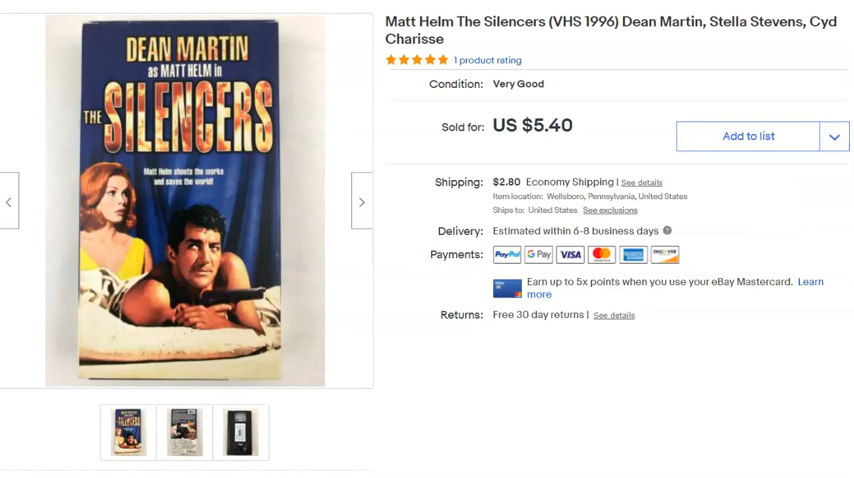 Matt Helm The Silencers (VHS 1996) Dean Martin, Stella Stevens, Cyd
Charisse
1 product rating
Condition: Very Good
Sold for: US $5.40
Add to list
Shipping: $2.80 Economy Shipping | See details
Item location: Wellsboro, Pennsylvania, United States
Ships to: United States See exclusions
Delivery: Estimated within 6-8 business days
Payments: PayPal G Pay VISA
Earn up to 5x points when you use your eBay Mastercard. Learn
more
Returns: Free 30 day returns | See details
DEAN MARTIN
as MATT HELM in
THE SILENCERS
Matt Helm shoots the works
and saves the world!